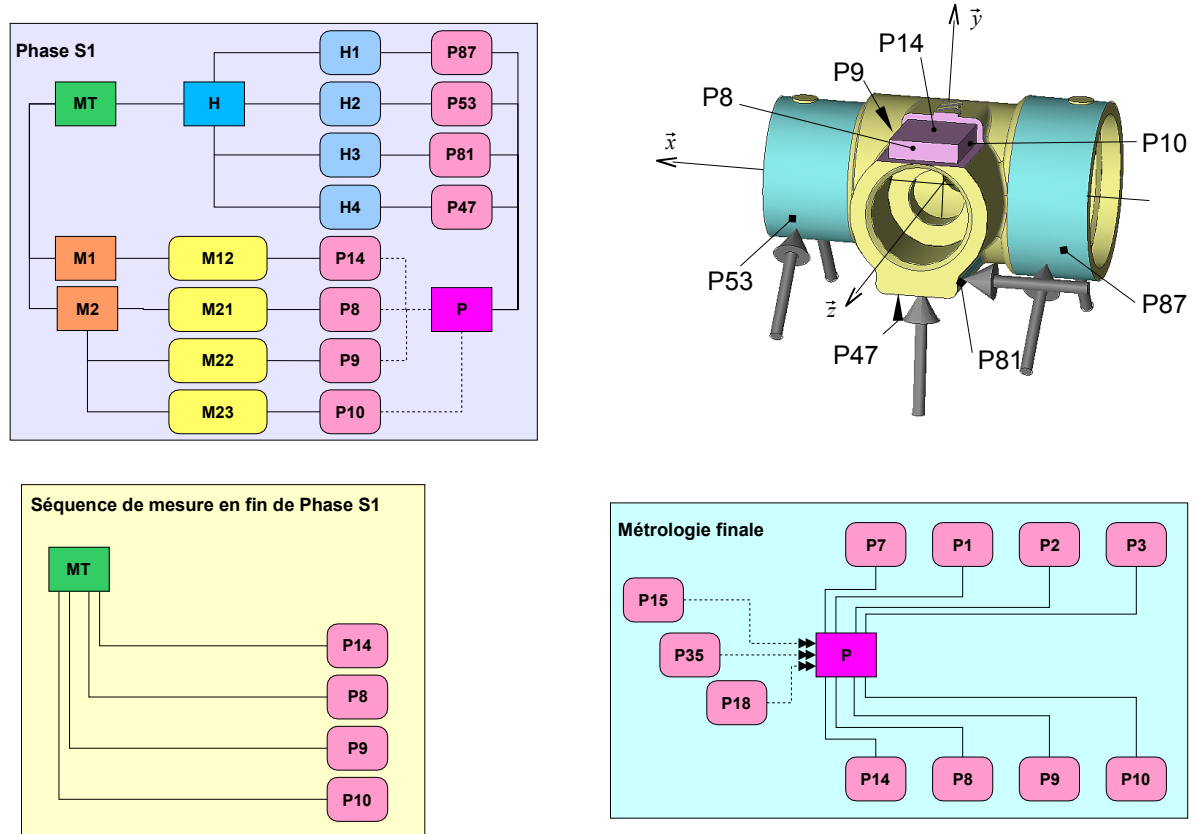 Phase S1
H1
P87
MT
H
H2
P53
H3
P81
H4
P47
M1
M12
P14
M2
M21
P8
P
M22
P9
M23
P10
y
P14
P9
P8
x
P10
P53
z
P87
P47
P81
Séquence de mesure en fin de Phase S1
MT
P14
P8
P9
P10
Métrologie finale
P7
P1
P2
P3
P15
P35
P
P18
P14
P8
P9
P10